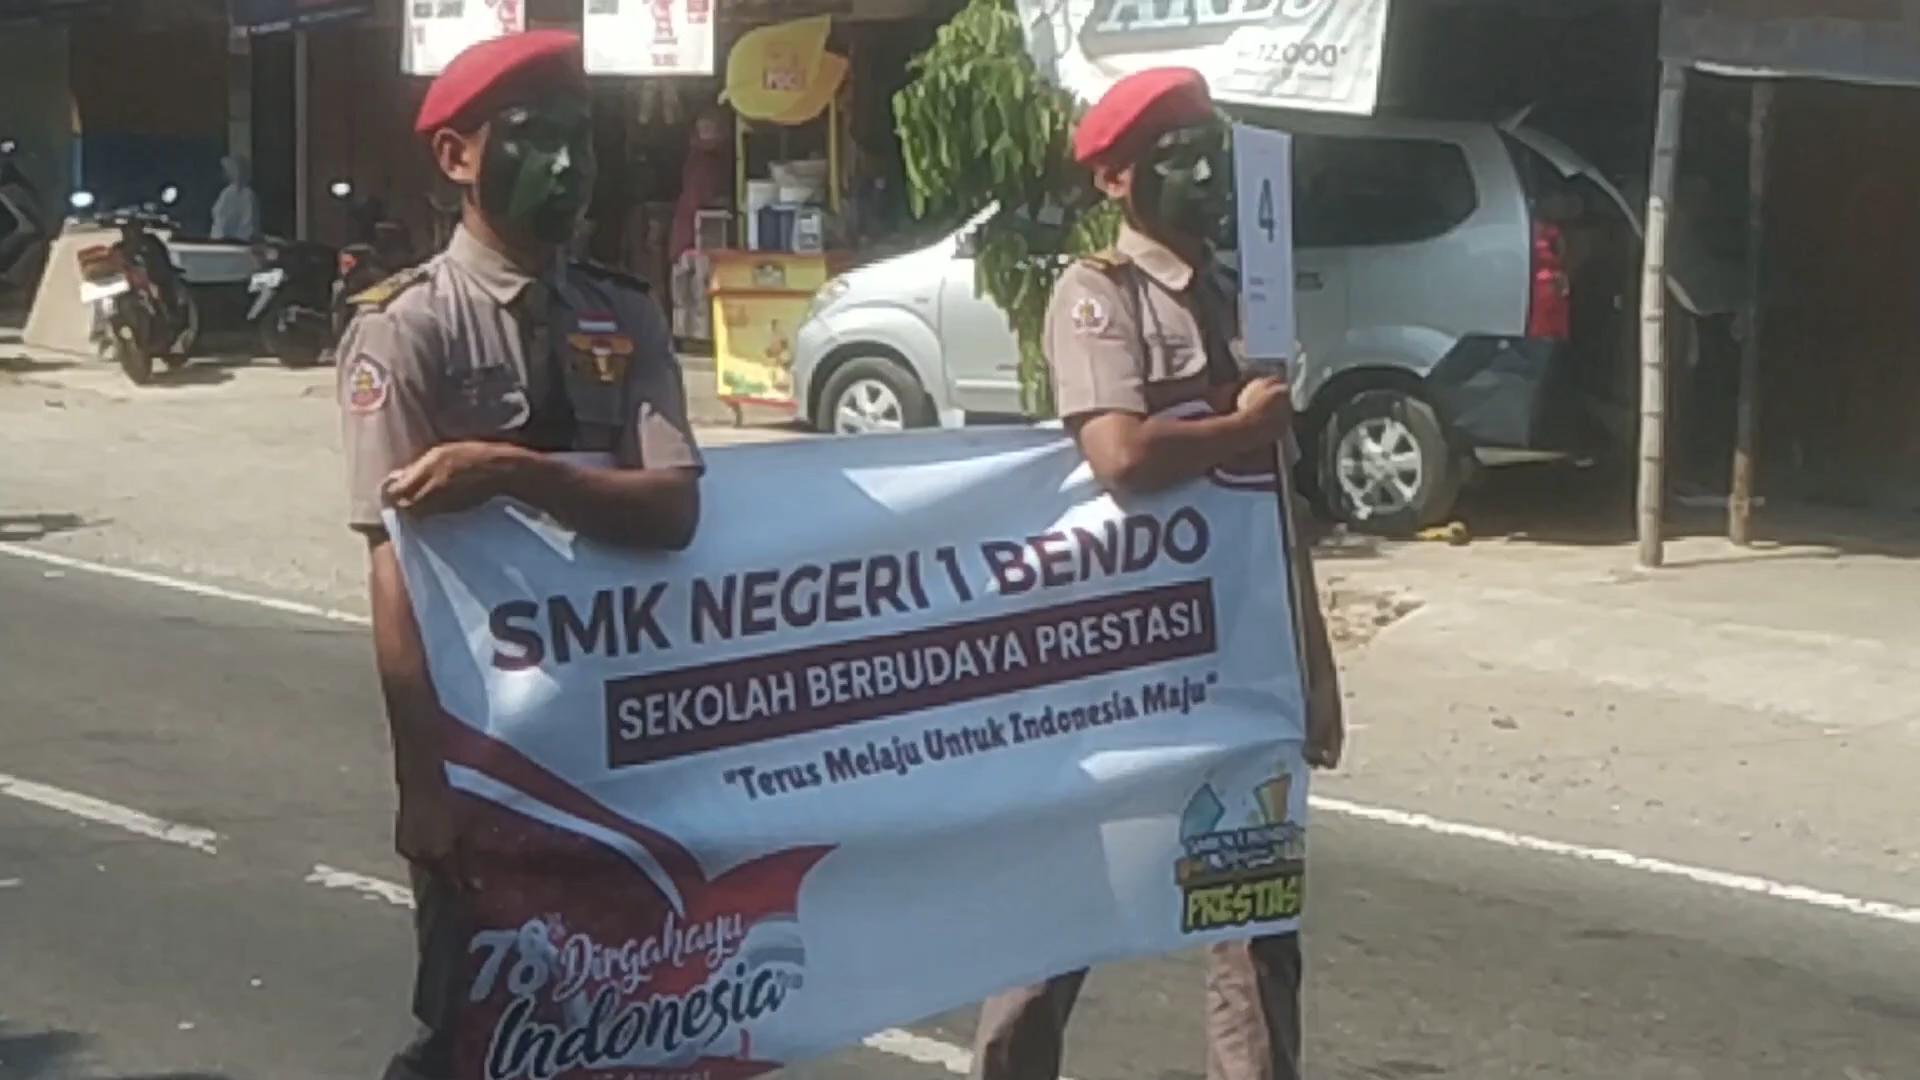 12.000
4
SMK NEGERI 1 BENDO
SEKOLAH BERBUDAYA PRESTASI
"Terus Melaju Untuk Indonesia Maju"
PRESTASI
78
Dirgahayu
Indonesia